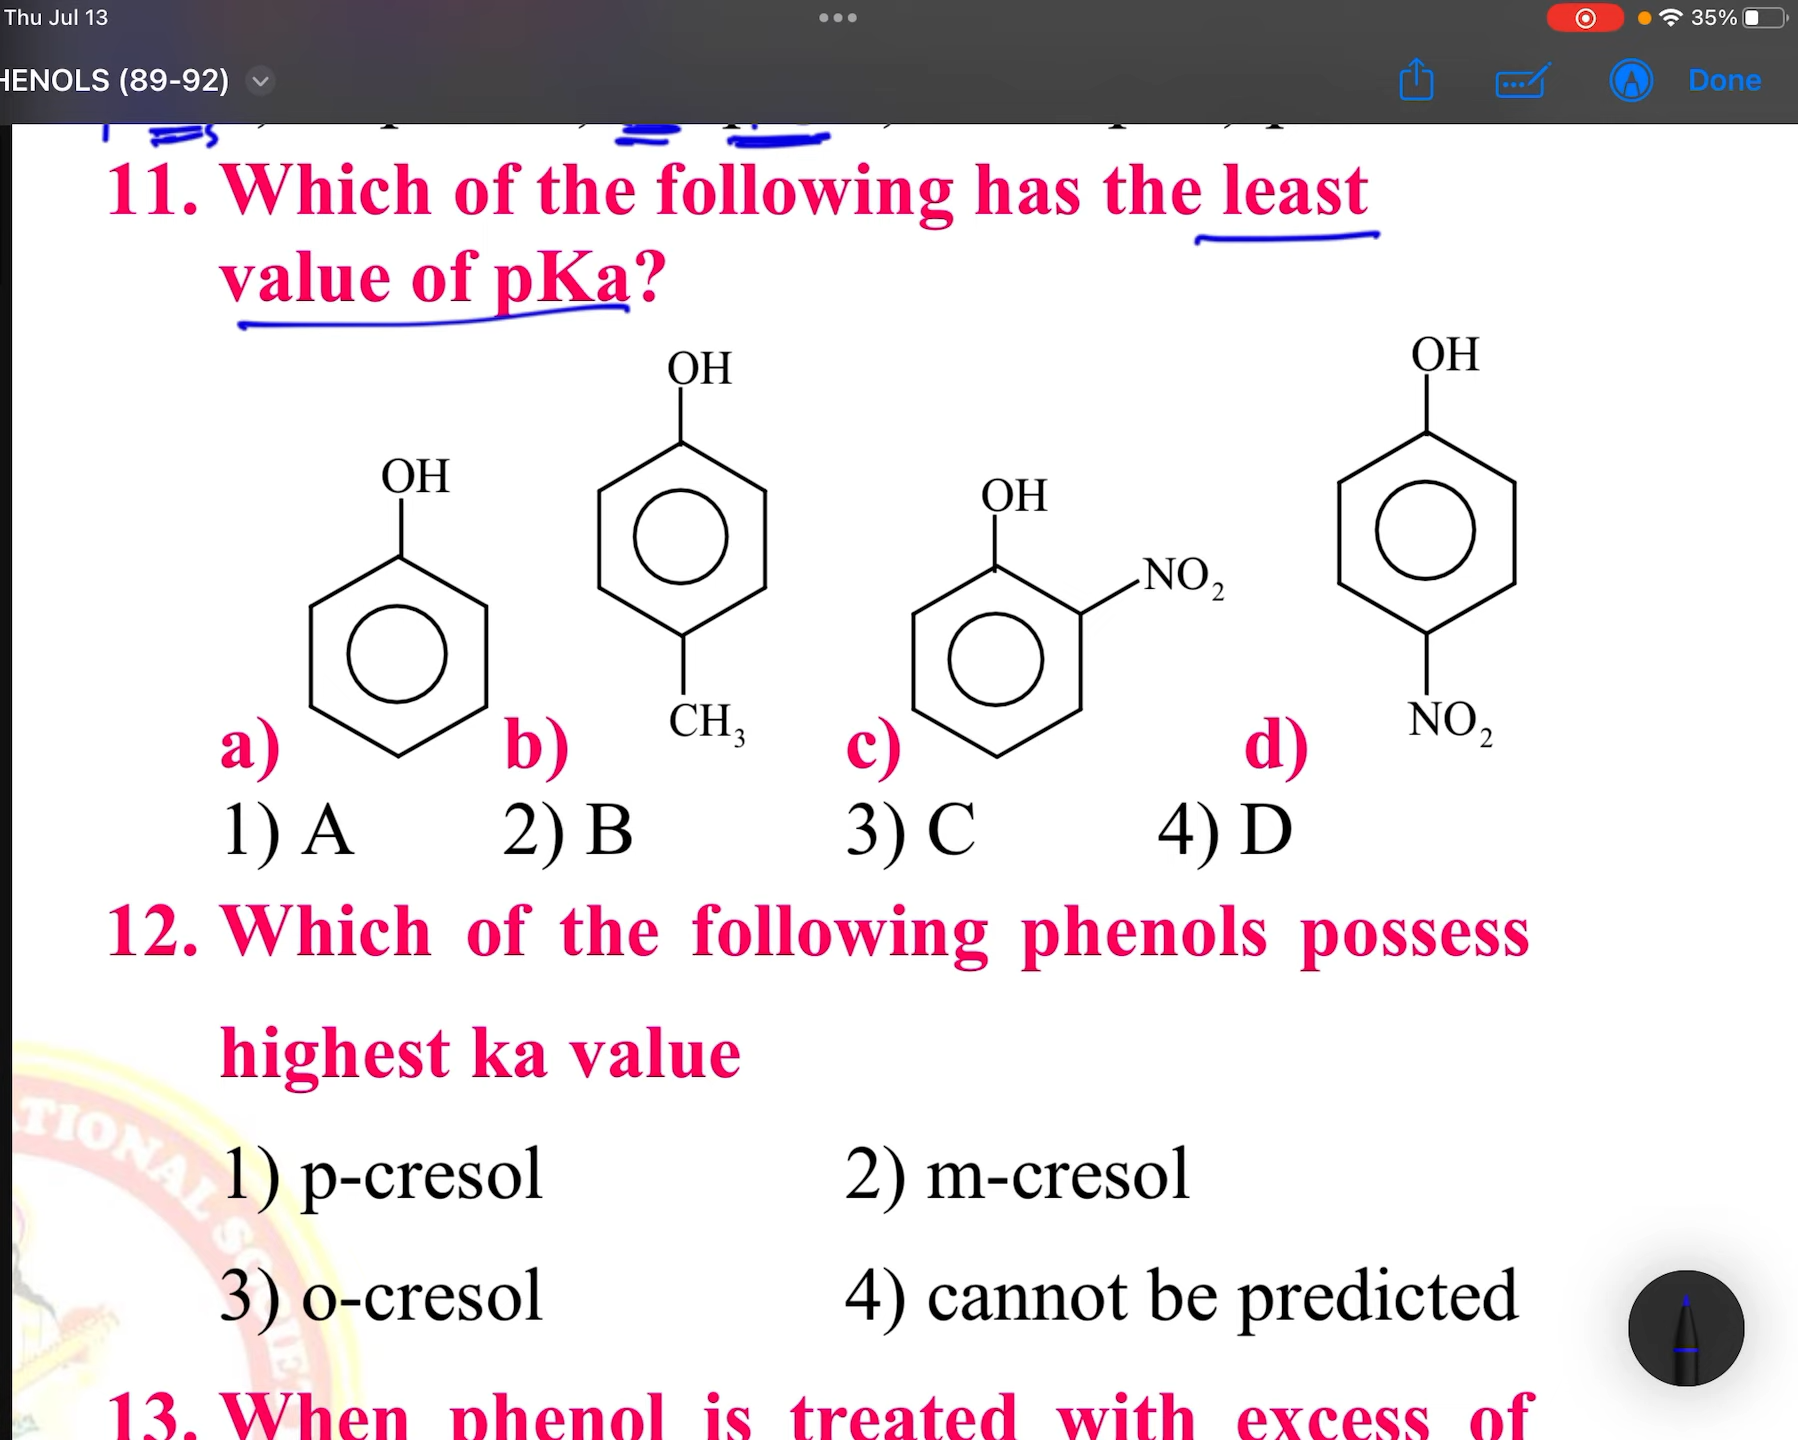 Thu Jul 13
35%
HENOLS (89-92)
Done
11. Which of the following has the least
value of pKa?
OH
OH
OH
OH
NO2
a)
b)
CH3
c)
d)
NO2
1) A 2) B 3) C 4) D
12. Which of the following phenols possess
highest ka value
1) p-cresol 2) m-cresol
3) o-cresol 4) cannot be predicted
13. When phenol is treated with excess of